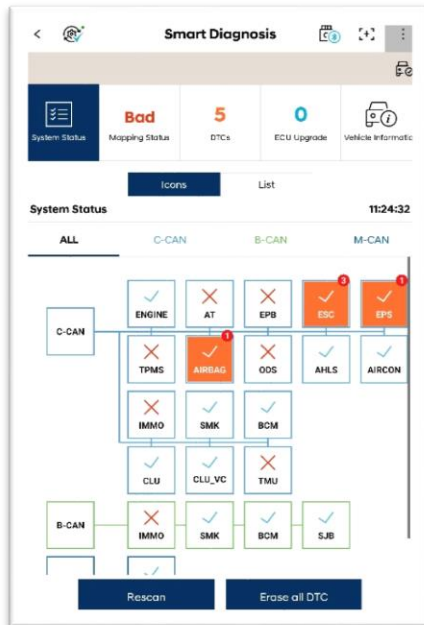 Smart Diagnosis
System Status
Bad
Mapping Status
5
DTCs
0
ECU Upgrade
Vehicle Informatic
Icons
List
System Status
11:24:32
ALL
C-CAN
B-CAN
M-CAN
C-CAN
ENGINE
AT
EPB
3
ESC
1
EPS
TPMS
1
AIRBAG
ODS
AHLS
AIRCON
IMMO
SMK
BCM
CLU
CLU_VC
TMU
B-CAN
IMMO
SMK
BCM
SJB
Rescan
Erase all DTC